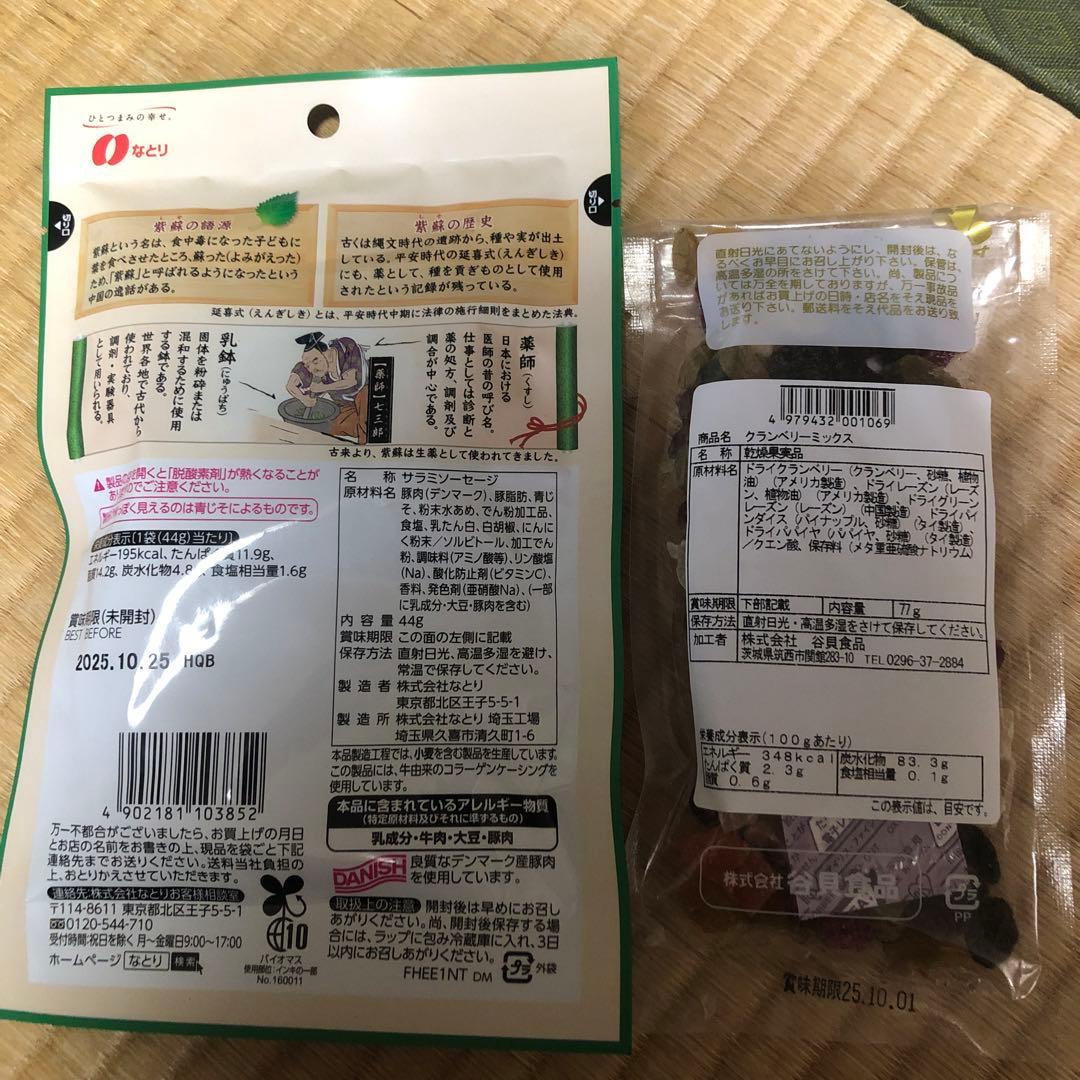 ひとつまみの幸せ。
なとり
切り口
切り口
紫蘇の語源
紫蘇という名は、食中毒になった子どもに
葉を食べさせたところ、蘇った(よみがえった)
ため、「紫蘇」と呼ばれるようになったという
中国の逸話がある。
紫蘇の歴史
古くは縄文時代の遺跡から、種や実が出土
している。平安時代の延喜式(えんぎしき)
にも、薬として、種を貢ぎものとして使用
されたという記録が残っている。
延喜式(えんぎしき)とは、平安時代中期に法律の施行細則をまとめた法典。
薬師(くすし)
日本における
医師の昔の呼び名。
仕事としては診断と
薬の処方、調剤及び
調合が中心である。
【薬師】七三郎
乳鉢(にゅうばち)
固体を粉砕または
混和するために使用
する鉢である。
世界各地で古代から
使われており、
調剤・実験器具
として用いられる。
古来より、紫蘇は生薬として使われてきました。
開くと「脱酸素剤」が熱くなることが
でご注意ください。
ぽく見えるのは青じそによるものです。
成分表示(1袋(44g)当たり)
エネルギー195kcal、たんぱく質11.9g、
脂質14.2g、炭水化物4.8g、食塩相当量1.6g
賞味期限(未開封)
BEST BEFORE
2025.10.25 HQB
4 902181 103852
万一不都合がございましたら、お買上げの月日
とお店の名前をお書きの上、現品を袋ごと下記
連絡先までお送りください。送料当社負担の
上、おとりかえさせていただきます。
連絡先:株式会社なとりお客様相談室
〒114-8611 東京都北区王子5-5-1
0120-544-710
受付時間:祝日を除く 月～金曜日9:00～17:00
ホームページ なとり 検索
10
バイオマス
使用部位:インキの一部
No.160011
名 称 サラミソーセージ
原材料名 豚肉(デンマーク)、豚脂肪、青じ
そ、粉末水あめ、でん粉加工品、
食塩、乳たん白、白胡椒、にんに
く粉末/ソルビトール、加工でん
粉、調味料(アミノ酸等)、リン酸塩
(Na)、酸化防止剤(ビタミンC)、
香料、発色剤(亜硝酸Na)、(一部
に乳成分・大豆・豚肉を含む)
内 容 量 44g
賞味期限 この面の左側に記載
保存方法 直射日光、高温多湿を避け、
常温で保存してください。
製 造 者 株式会社なとり
東京都北区王子5-5-1
製 造 所 株式会社なとり 埼玉工場
埼玉県久喜市清久町1-6
本品製造工程では、小麦を含む製品を生産しています。
この製品には、牛由来のコラーゲンケーシングを
使用しています。
本品に含まれているアレルギー物質
(特定原材料及びそれに準ずるもの)
乳成分・牛肉・大豆・豚肉
DANISH
良質なデンマーク産豚肉
を使用しています。
取扱上の注意 開封後は早めにお召し
あがりください。尚、開封後保存する場
合には、ラップに包み冷蔵庫に入れ、3日
以内にお召しあがりください。
FHEE1NT DM
プラ 外袋
直射日光にあてないようにし、開封後は、な
るべくお早目にお召し上がり下さい。保管は、
高温多湿の所をさけて下さい。尚、製品につ
いては万全を期しておりますが、万一事故品
があればお買上げの日時・店名をそえ現品を
お送り下さい。郵送料をそえ代品をお送り致
します。
4 979432 001069
商品名 クランベリーミックス
名 称 乾燥果実品
原材料名 ドライクランベリー(クランベリー、砂糖、植物
油)(アメリカ製造)、ドライレーズン(レーズ
ン、植物油)(アメリカ製造)、ドライグリーン
レーズン(レーズン)(中国製造)、ドライパイ
ンダイス(パイナップル、砂糖)(タイ製造)、
ドライパパイヤ(パパイヤ、砂糖)(タイ製造)
/クエン酸、保存料(メタ重亜硫酸ナトリウム)
賞味期限 下部記載 内容量 77g
保存方法 直射日光・高温多湿をさけて保存してください。
加工者 株式会社 谷貝食品
茨城県筑西市関館283-10 TEL0296-37-2884
栄養成分表示(100gあたり)
エネルギー 348kcal 炭水化物 83.3g
たんぱく質 2.3g 食塩相当量 0.1g
脂質 0.6g
この表示値は、目安です。
株式会社 谷貝食品
プラ
PP
賞味期限25.10.01